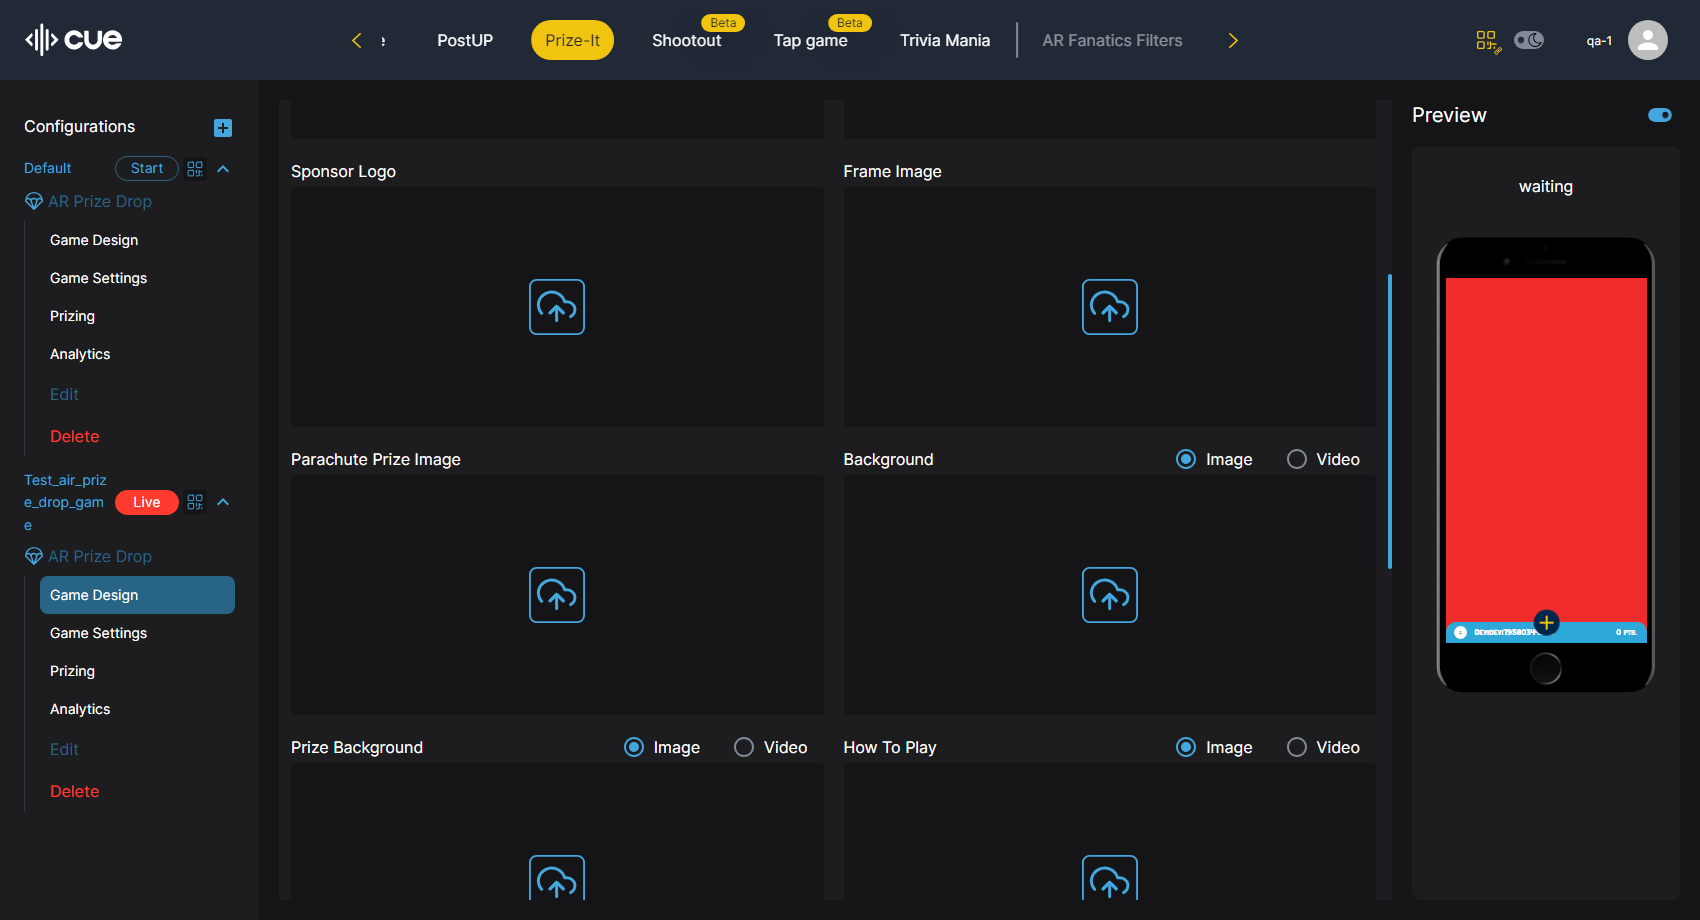 cue
PostUP
Prize-It
Beta
Shootout
Beta
Tap game
Trivia Mania
AR Fanatics Filters
qa-1
Configurations
Default
Start
AR Prize Drop
Game Design
Game Settings
Prizing
Analytics
Edit
Delete
Test_air_priz
e_drop_gam
e
Live
AR Prize Drop
Game Design
Game Settings
Prizing
Analytics
Edit
Delete
Sponsor Logo
Frame Image
Parachute Prize Image
Background
Image
Video
Prize Background
Image
Video
How To Play
Image
Video
Preview
waiting
0 PTS.